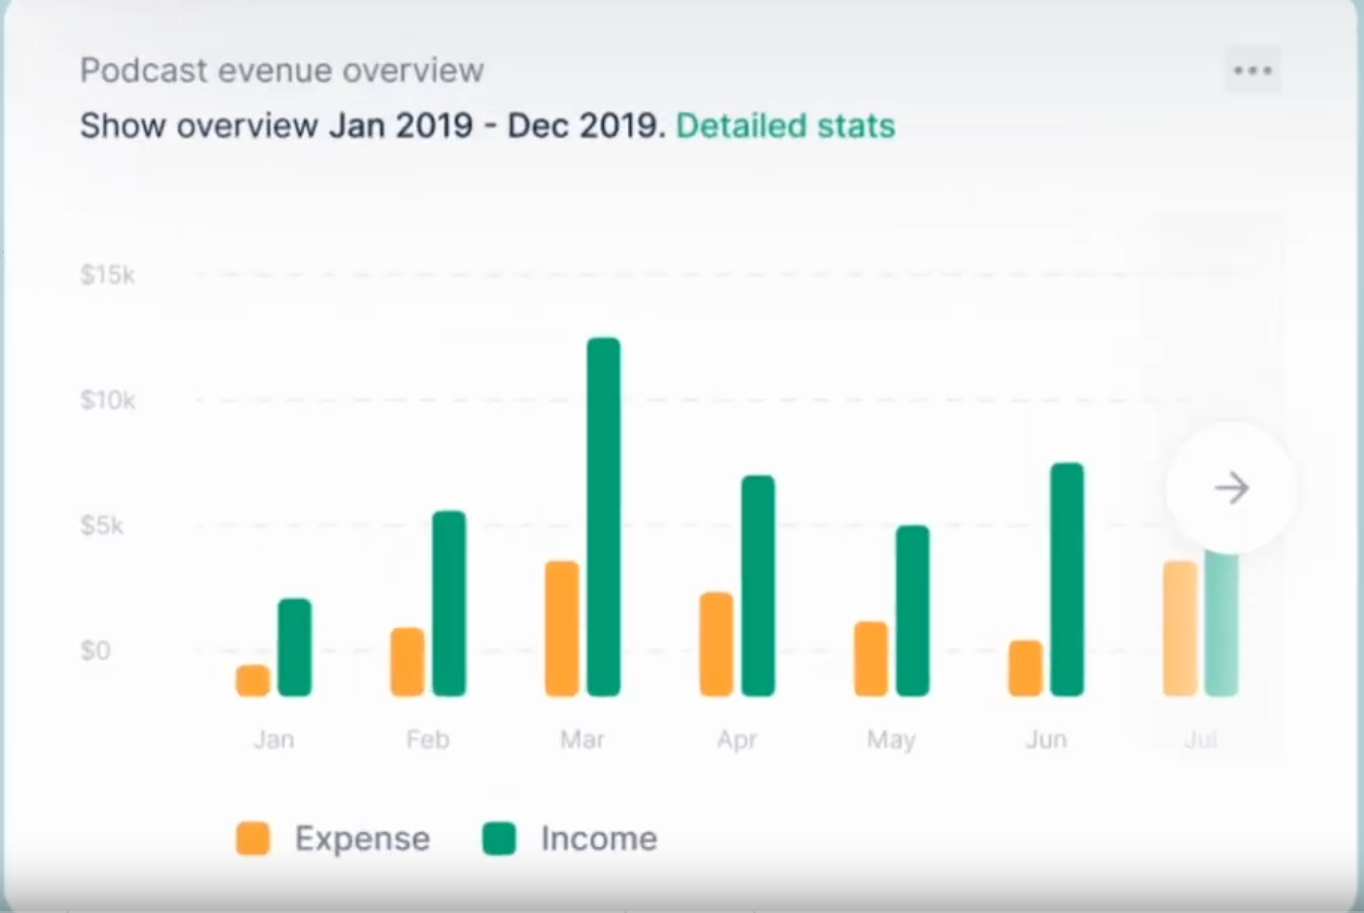 Podcast evenue overview
Show overview Jan 2019 - Dec 2019. Detailed stats
$15k
$10k
$5k
$0
Jan Feb Mar Apr May Jun Jul
Expense Income